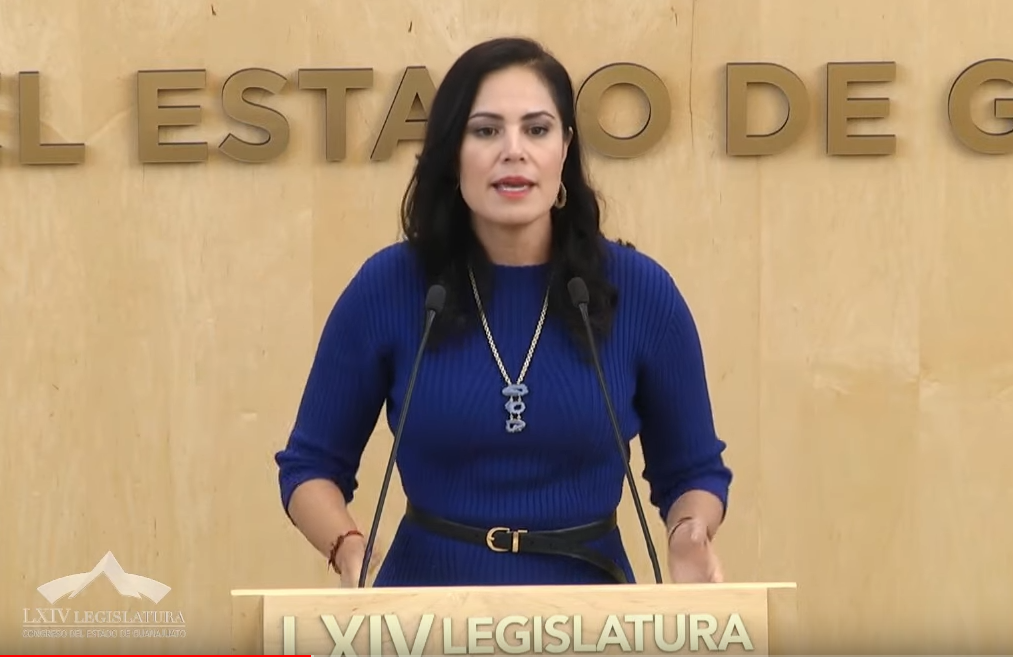 EL ESTADO DE G
LXIV LEGISLATURA
CONGRESO DEL ESTADO DE GUANAJUATO
LXIV LEGISLATURA